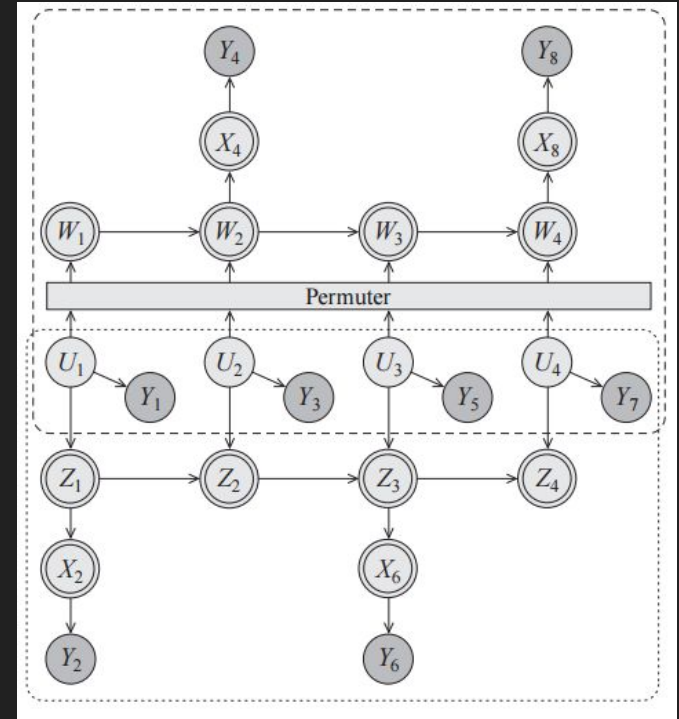 Y4 Y8
X4 X8
W1 W2 W3 W4
Permuter
U1 U2 U3 U4
Y1 Y3 Y5 Y7
Z1 Z2 Z3 Z4
X2 X6
Y2 Y6